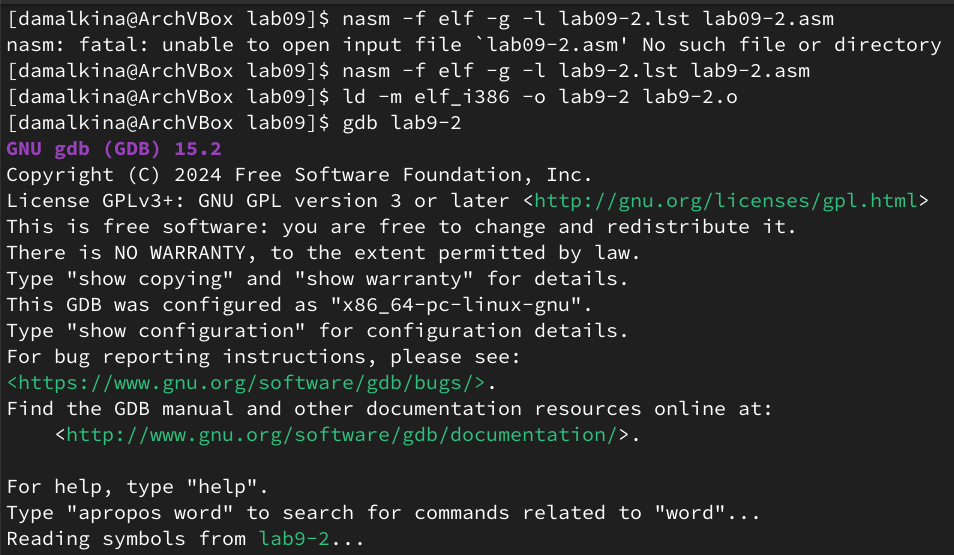 [damalkina@ArchVBox lab09]$ nasm -f elf -g -l lab09-2.lst lab09-2.asm
nasm: fatal: unable to open input file `lab09-2.asm' No such file or directory
[damalkina@ArchVBox lab09]$ nasm -f elf -g -l lab9-2.lst lab9-2.asm
[damalkina@ArchVBox lab09]$ ld -m elf_i386 -o lab9-2 lab9-2.o
[damalkina@ArchVBox lab09]$ gdb lab9-2
GNU gdb (GDB) 15.2
Copyright (C) 2024 Free Software Foundation, Inc.
License GPLv3+: GNU GPL version 3 or later <http://gnu.org/licenses/gpl.html>
This is free software: you are free to change and redistribute it.
There is NO WARRANTY, to the extent permitted by law.
Type "show copying" and "show warranty" for details.
This GDB was configured as "x86_64-pc-linux-gnu".
Type "show configuration" for configuration details.
For bug reporting instructions, please see:
<https://www.gnu.org/software/gdb/bugs/>.
Find the GDB manual and other documentation resources online at:
    <http://www.gnu.org/software/gdb/documentation/>.

For help, type "help".
Type "apropos word" to search for commands related to "word"...
Reading symbols from lab9-2...